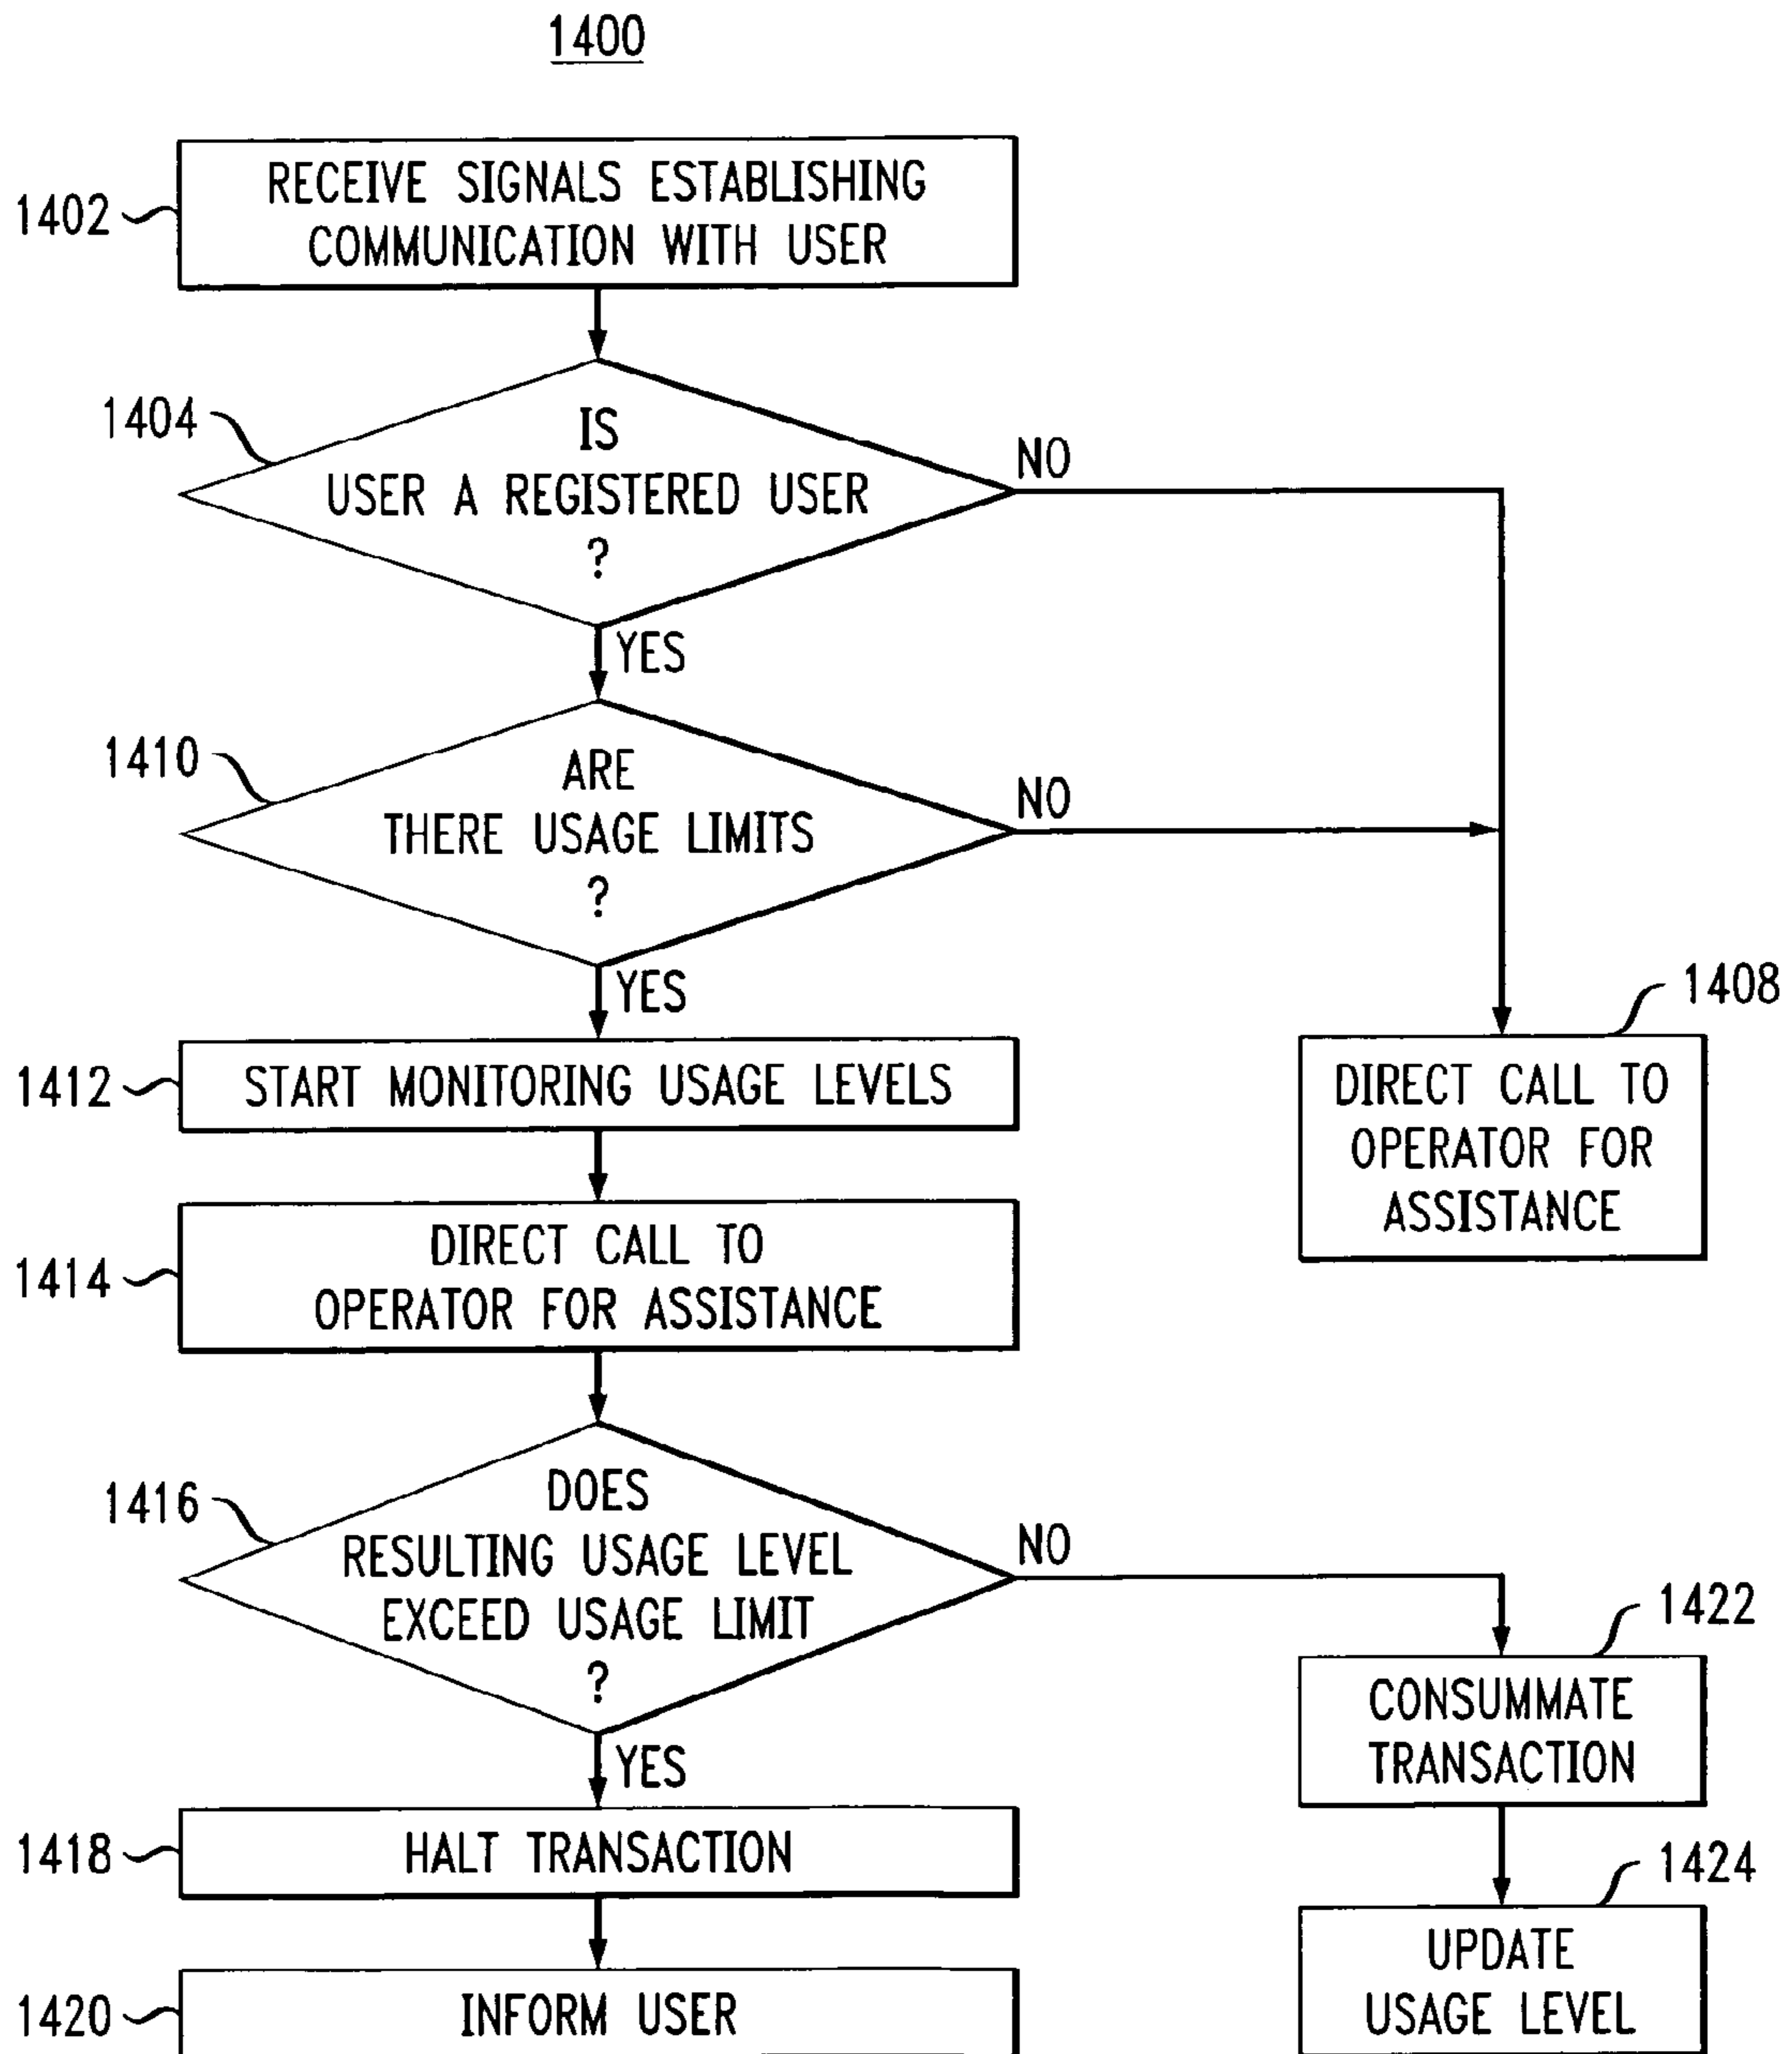 1400
1402
RECEIVE SIGNALS ESTABLISHING
COMMUNICATION WITH USER
1404
IS
USER A REGISTERED USER
?
NO
YES
1410
ARE
THERE USAGE LIMITS
?
NO
YES
1408
DIRECT CALL TO
OPERATOR FOR
ASSISTANCE
1412
START MONITORING USAGE LEVELS
1414
DIRECT CALL TO
OPERATOR FOR ASSISTANCE
1416
DOES
RESULTING USAGE LEVEL
EXCEED USAGE LIMIT
?
NO
YES
1422
CONSUMMATE
TRANSACTION
1418
HALT TRANSACTION
1424
UPDATE
USAGE LEVEL
1420
INFORM USER